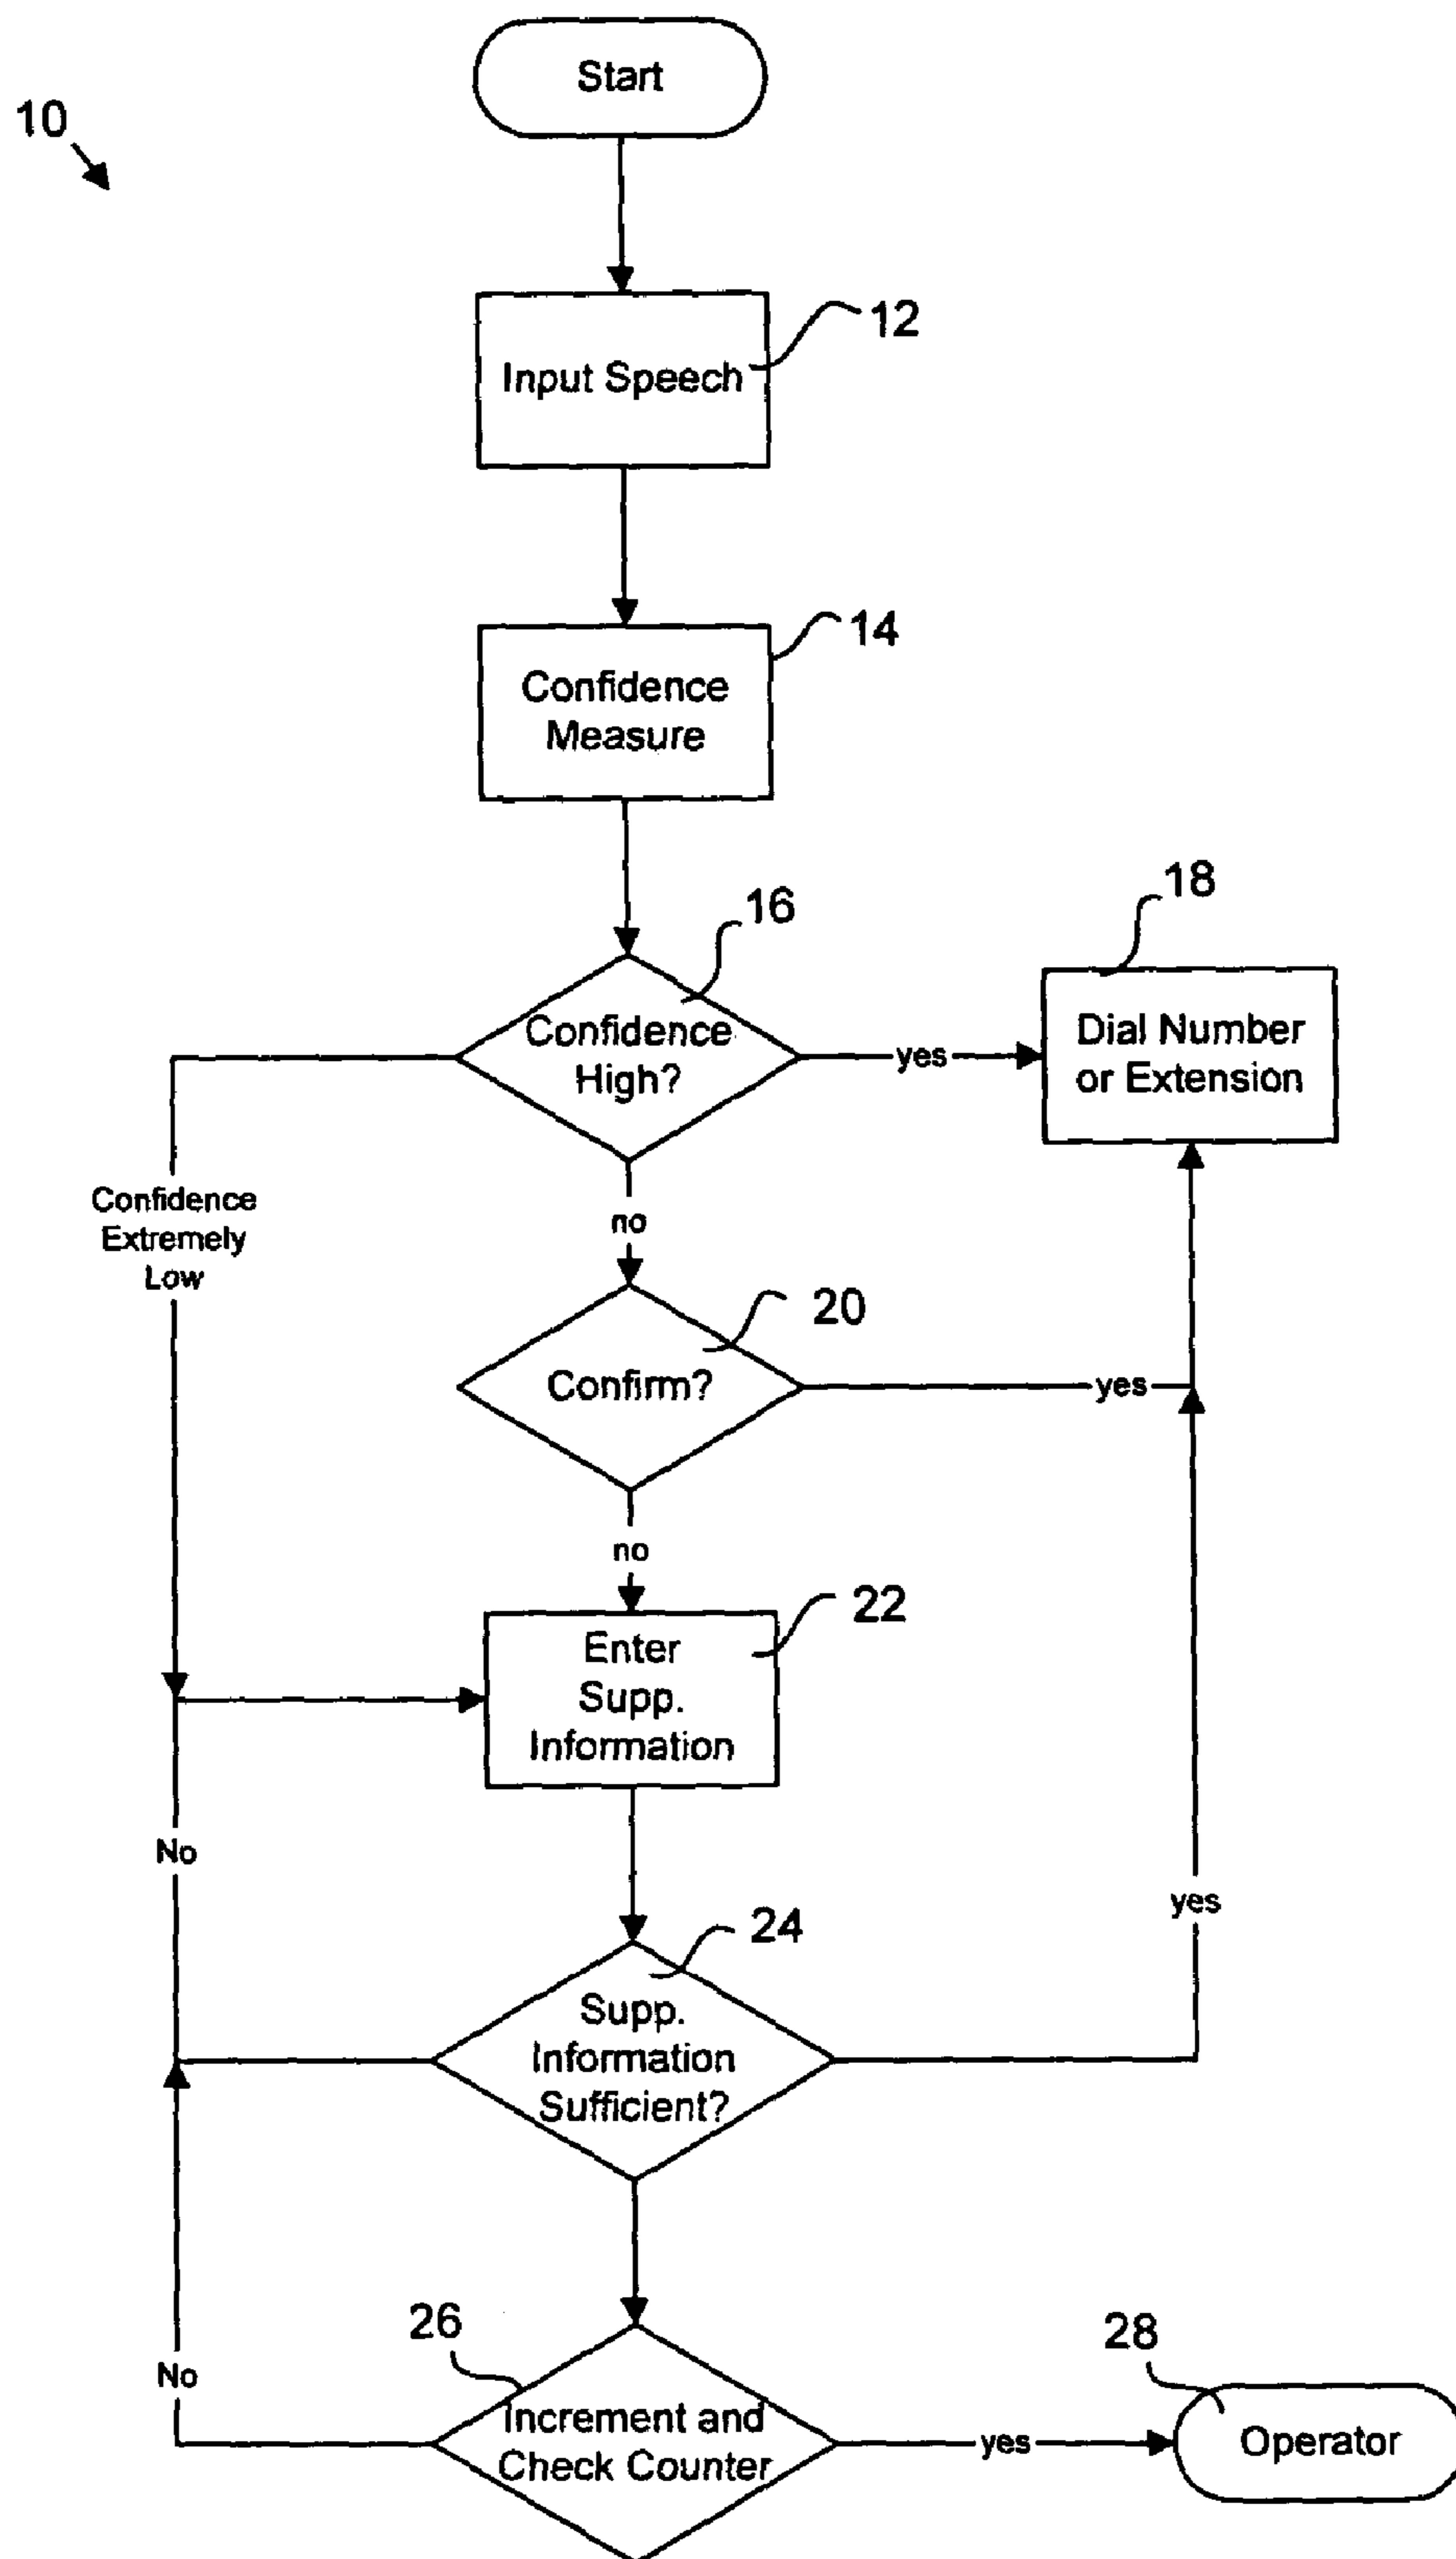 Start
10
12
Input Speech
14
Confidence
Measure
16
18
Confidence
High?
yes
Dial Number
or Extension
Confidence
Extremely
Low
no
20
Confirm?
yes
no
22
Enter
Supp.
Information
No
yes
24
Supp.
Information
Sufficient?
26
28
No
Increment and
Check Counter
yes
Operator